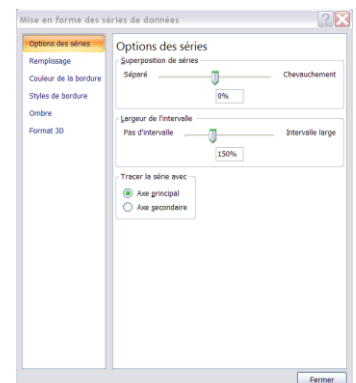 Mise en forme des séries de données
Options des séries
Remplissage
Couleur de la bordure
Styles de bordure
Ombre
Format 3D
Options des séries
Superposition de séries
Séparé
Chevauchement
0%
Largeur de l'intervalle
Pas d'intervalle
Intervalle large
150%
Tracer la série avec
Axe principal
Axe secondaire
Fermer